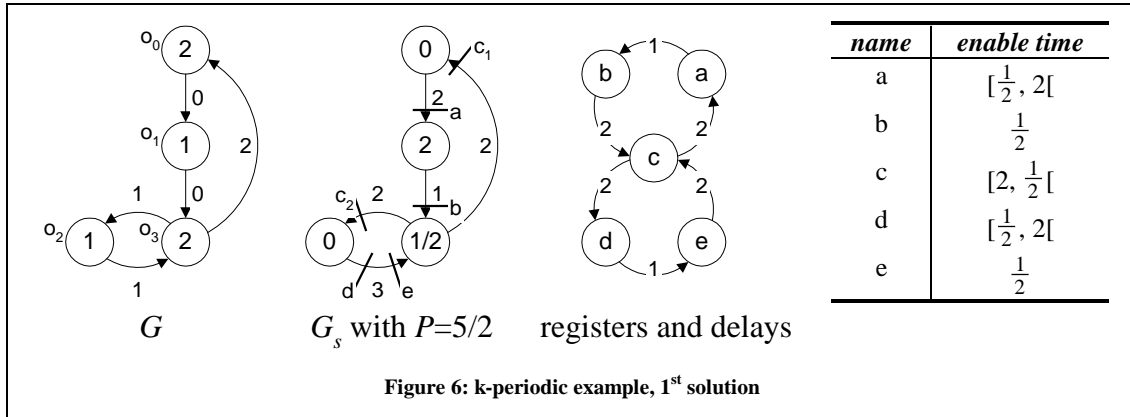 o0 2
0
o1 1
0
1 2
o2 1 o3 2
1
G
0
c1
2
a
2
2
1
b
c2 2
0 1/2
d 3 e
Gs with P=5/2
1
b a
2 2
c
2 2
d e
1
registers and delays
name enable time
a [1/2, 2[
b 1/2
c [2, 1/2[
d [1/2, 2[
e 1/2
Figure 6: k-periodic example, 1st solution